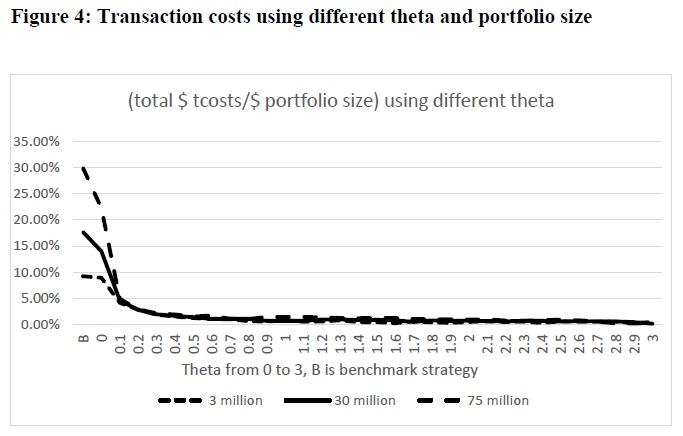 Figure 4: Transaction costs using different theta and portfolio size
(total $ tcosts/$ portfolio size) using different theta
35.00%
30.00%
25.00%
20.00%
15.00%
10.00%
5.00%
0.00%
B 0 0.1 0.2 0.3 0.4 0.5 0.6 0.7 0.8 0.9 1 1.1 1.2 1.3 1.4 1.5 1.6 1.7 1.8 1.9 2 2.1 2.2 2.3 2.4 2.5 2.6 2.7 2.8 2.9 3
Theta from 0 to 3, B is benchmark strategy
3 million 30 million 75 million